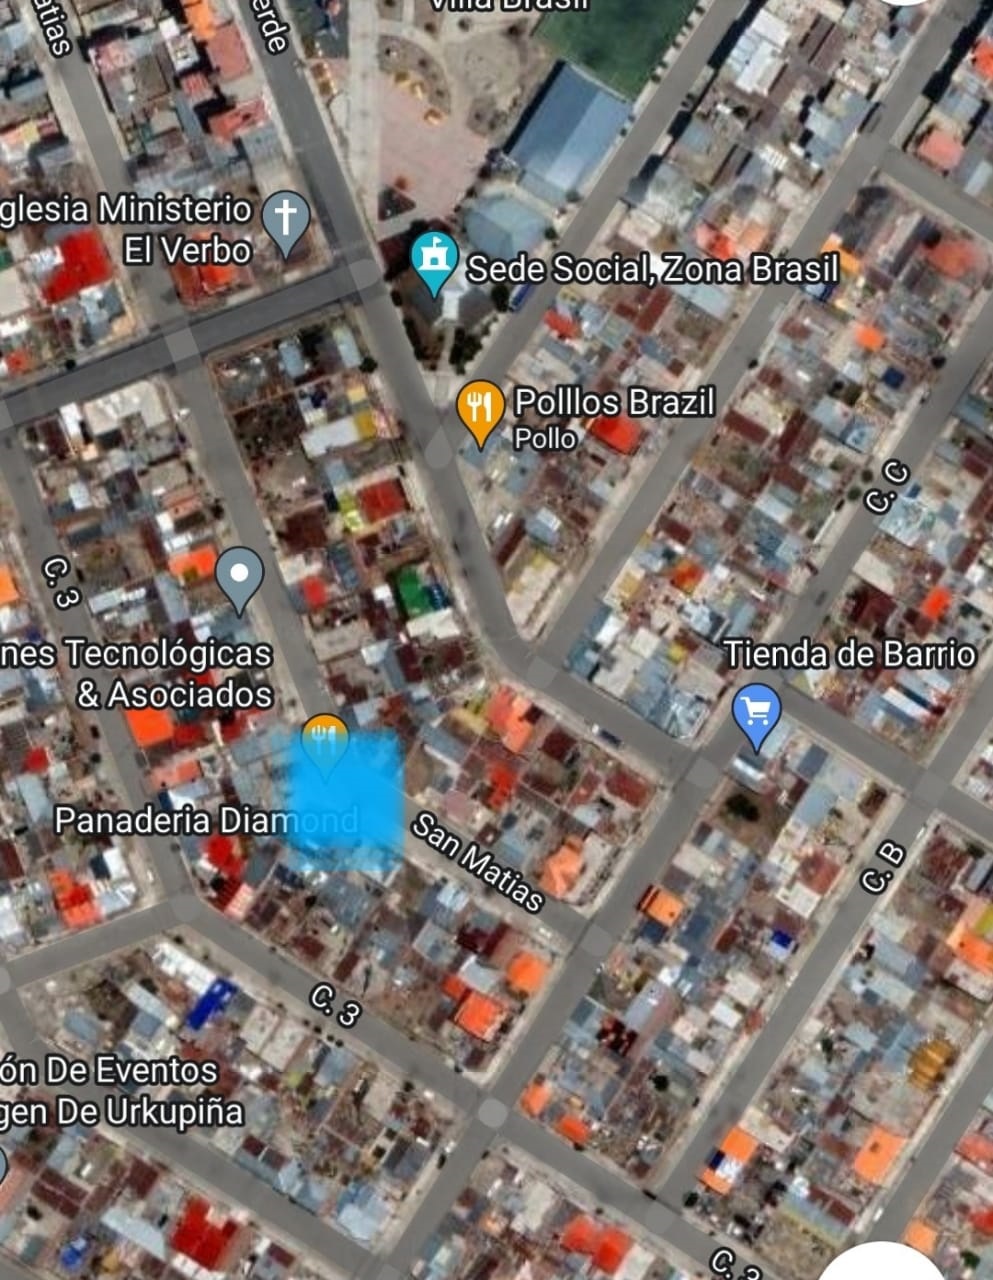 Villa Brasil
atias
erde
glesia Ministerio
El Verbo
Sede Social, Zona Brasil
Polllos Brazil
Pollo
C. C
C. 3
nes Tecnológicas
& Asociados
Tienda de Barrio
Panaderia Diamond
San Matias
C. B
C. 3
ón De Eventos
gen De Urkupiña
C. 3